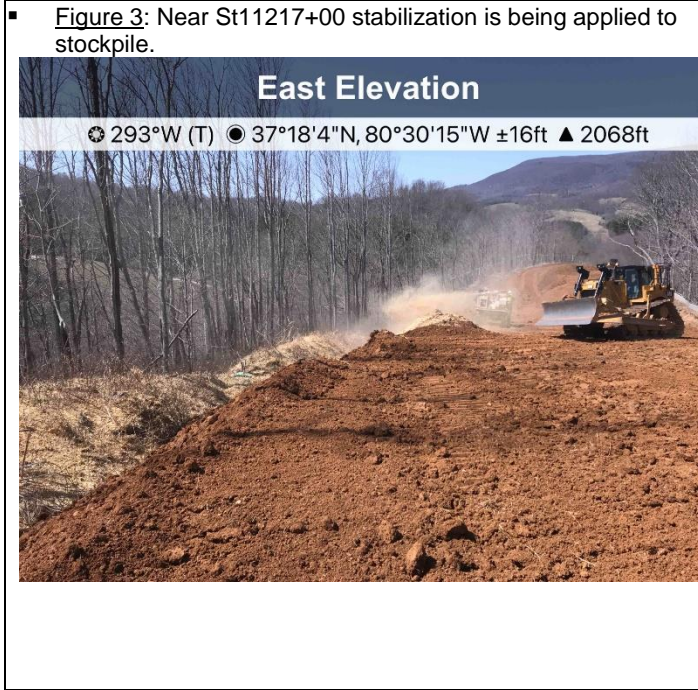 ▪ Figure 3: Near St11217+00 stabilization is being applied to
stockpile.
East Elevation
293°W (T) 37°18'4"N, 80°30'15"W ±16ft ▲ 2068ft